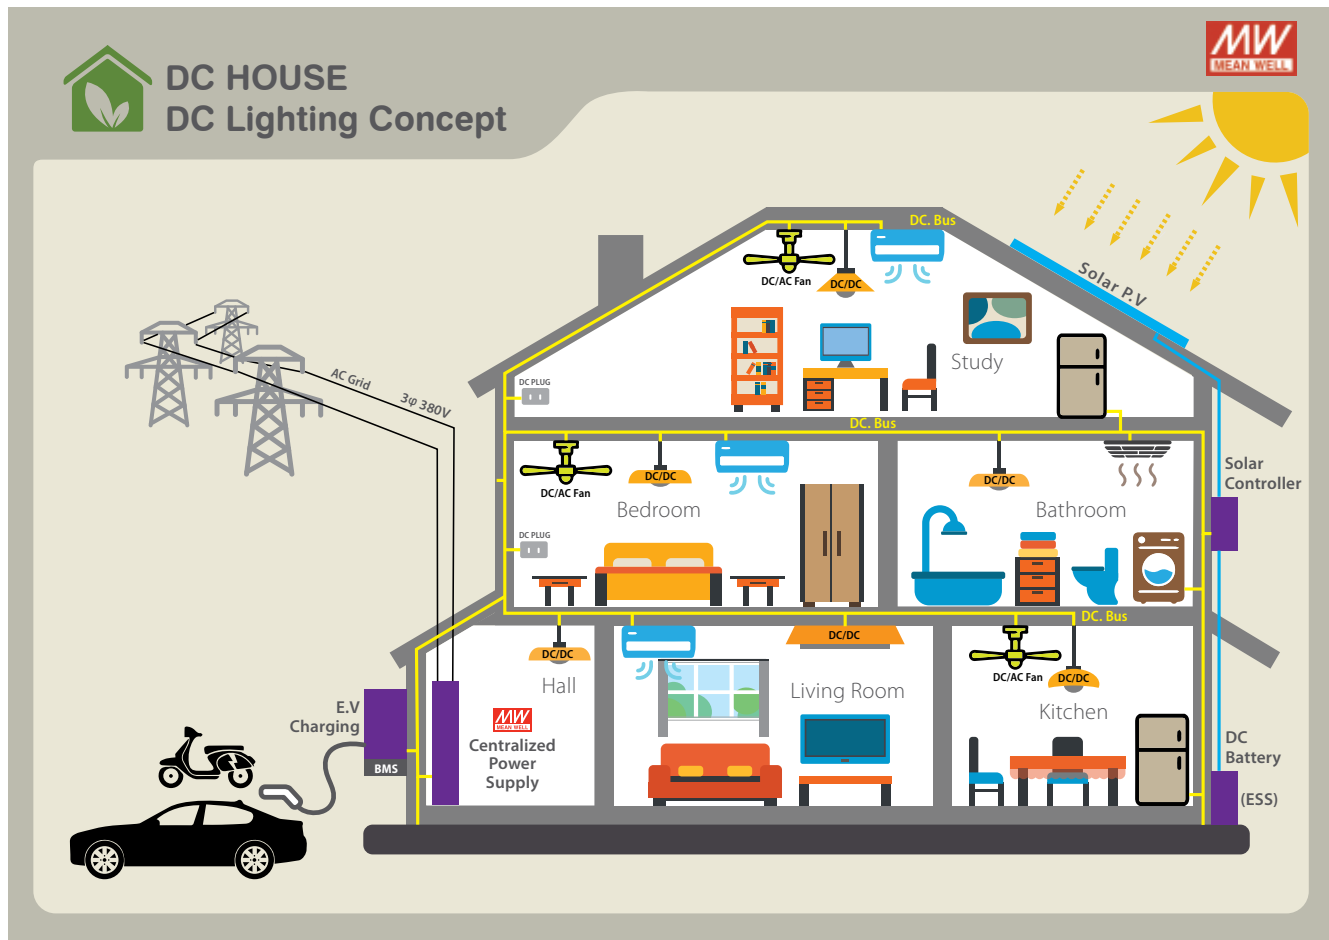 DC HOUSE
DC Lighting Concept
MW
MEAN WELL
DC. Bus
DC/AC Fan
DC/DC
Solar P.V
Study
DC PLUG
AC Grid
3φ 380V
DC. Bus
DC/AC Fan
DC/DC
DC/DC
Bedroom
Bathroom
DC PLUG
Solar
Controller
DC. Bus
DC/DC
DC/DC
DC/AC Fan
DC/DC
Hall
Living Room
Kitchen
E.V
Charging
BMS
MW
MEAN WELL
Centralized
Power
Supply
DC
Battery
(ESS)